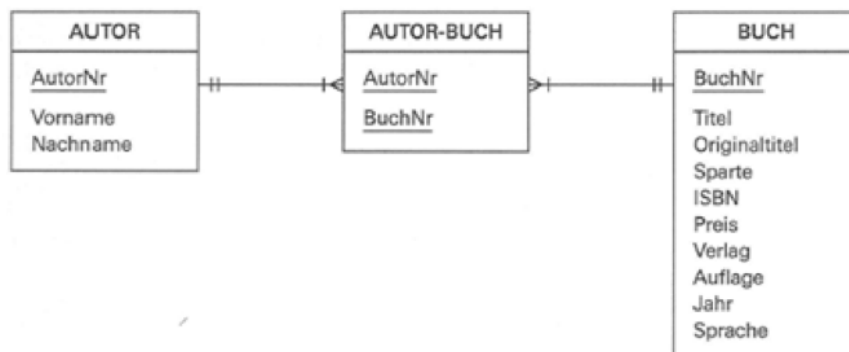 AUTOR
AutorNr
Vorname
Nachname
AUTOR-BUCH
AutorNr
BuchNr
BUCH
BuchNr
Titel
Originaltitel
Sparte
ISBN
Preis
Verlag
Auflage
Jahr
Sprache